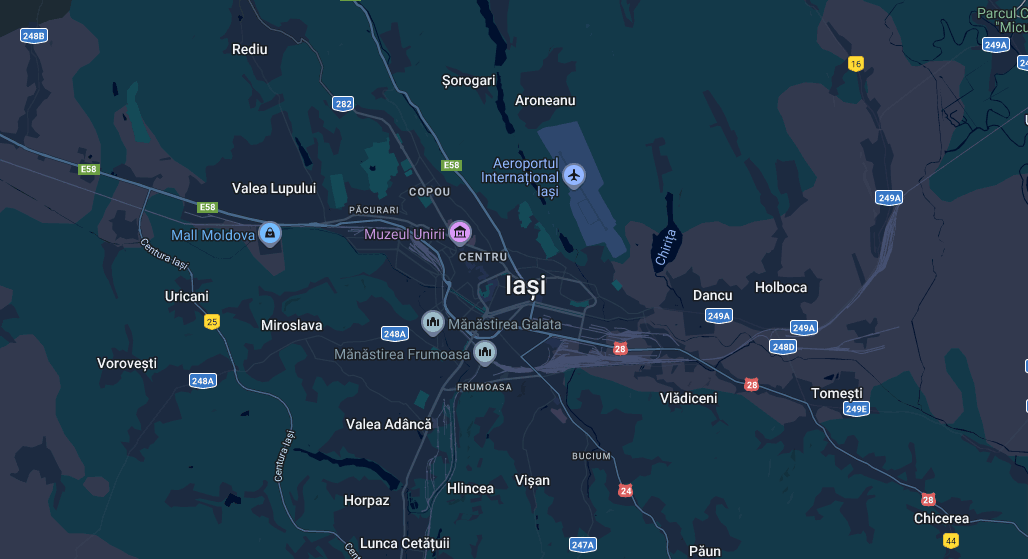 Parcul C
"Micu
248B
249A
Rediu
16
Șorogari
Aroneanu
282
E58
E58
Aeroportul
Internațional
Iași
Valea Lupului
COPOU
249A
E58
PĂCURARI
Mall Moldova
Muzeul Unirii
Chirița
Centura Iași
CENTRU
Iași
Uricani
Dancu
Holboca
25
Miroslava
249A
248A
Mănăstirea Galata
249A
Mănăstirea Frumoasa
28
248D
Vorovești
248A
FRUMOASA
28
Vlădiceni
Tomești
249E
Valea Adâncă
Centura Iași
BUCIUM
Vișan
Hlincea
24
Horpaz
28
Chicerea
Lunca Cetățuii
247A
44
Păun